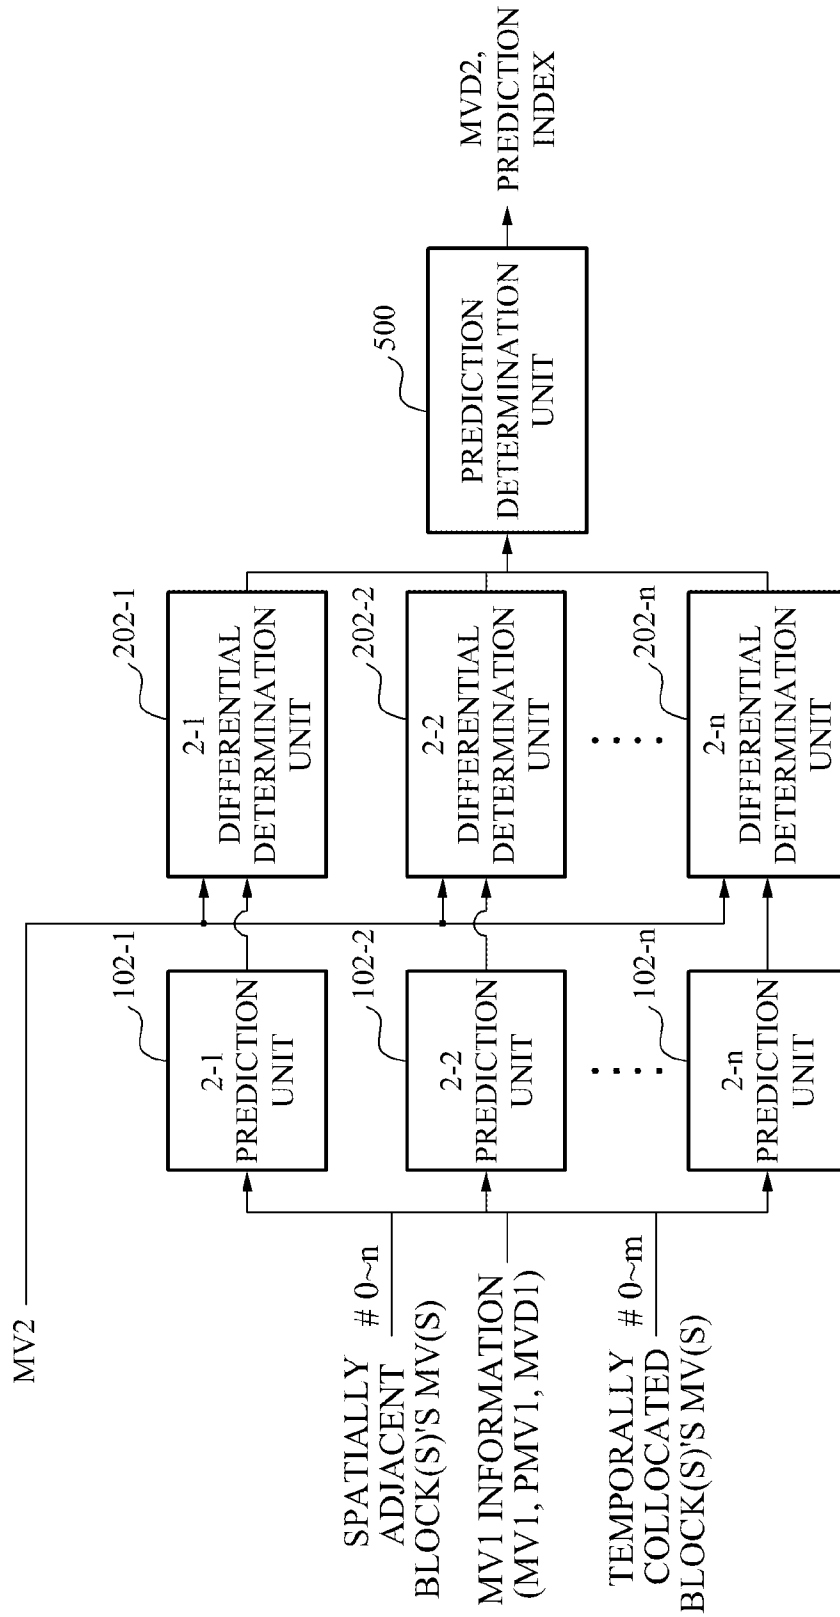 MV2
SPATIALLY
ADJACENT
BLOCK(S)'S MV(S)
# 0~n
MV1 INFORMATION
(MV1, PMV1, MVD1)
TEMPORALLY
COLLOCATED
BLOCK(S)'S MV(S)
# 0~m
102-1
2-1
PREDICTION
UNIT
102-2
2-2
PREDICTION
UNIT
. . . .
102-n
2-n
PREDICTION
UNIT
202-1
2-1
DIFFERENTIAL
DETERMINATION
UNIT
202-2
2-2
DIFFERENTIAL
DETERMINATION
UNIT
. . . .
202-n
2-n
DIFFERENTIAL
DETERMINATION
UNIT
500
PREDICTION
DETERMINATION
UNIT
MVD2,
PREDICTION
INDEX